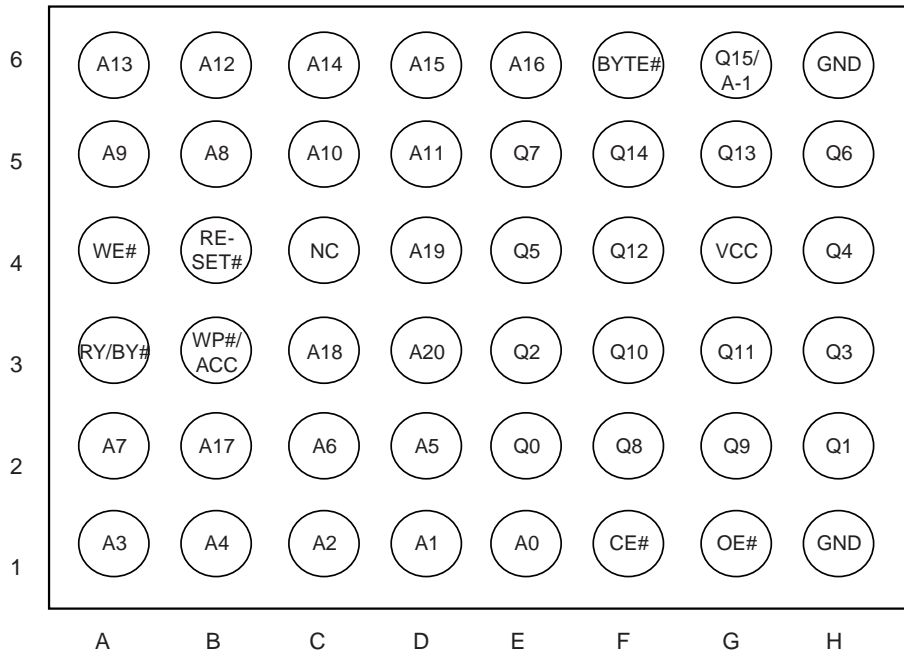 6 A13 A12 A14 A15 A16 BYTE# Q15/ A-1 GND
5 A9 A8 A10 A11 Q7 Q14 Q13 Q6
4 WE# RE- SET# NC A19 Q5 Q12 VCC Q4
3 RY/BY# WP#/ ACC A18 A20 Q2 Q10 Q11 Q3
2 A7 A17 A6 A5 Q0 Q8 Q9 Q1
1 A3 A4 A2 A1 A0 CE# OE# GND
A B C D E F G H